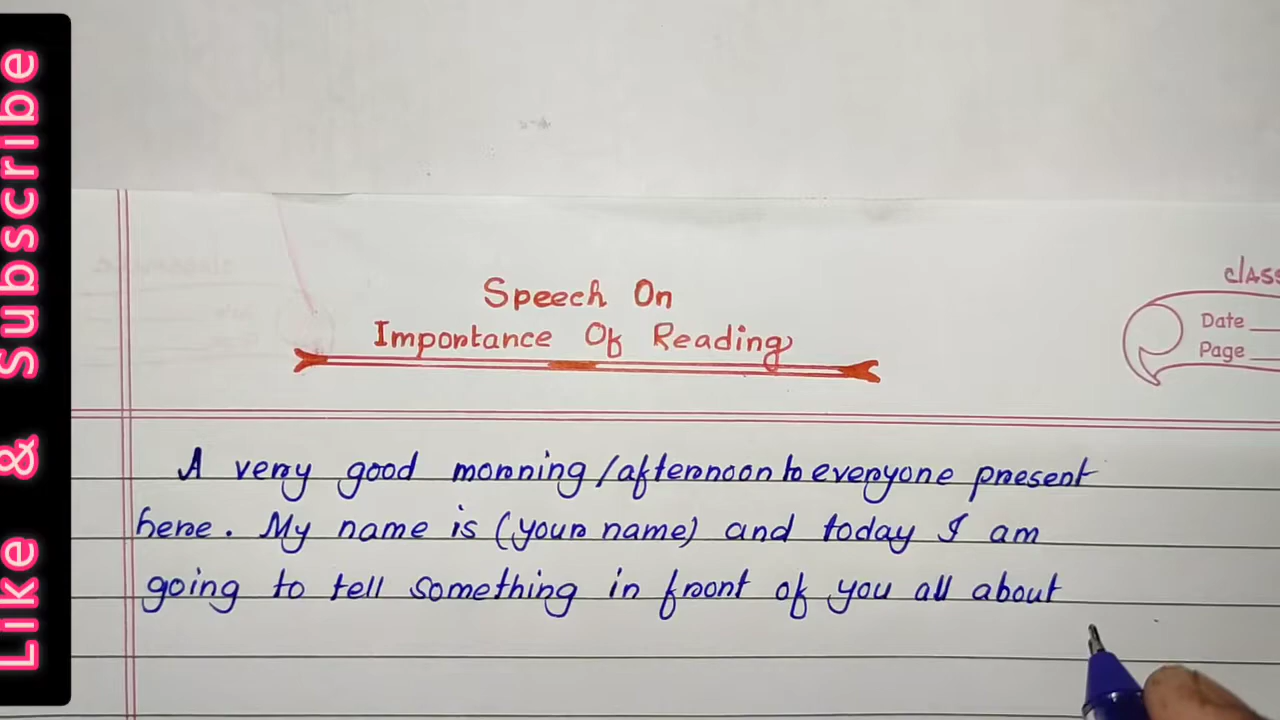 Like & Subscribe
Speech On
Importance Of Reading
Date
Page
A very good morning/afternoon to everyone present
here. My name is (your name) and today I am
going to tell something in front of you all about